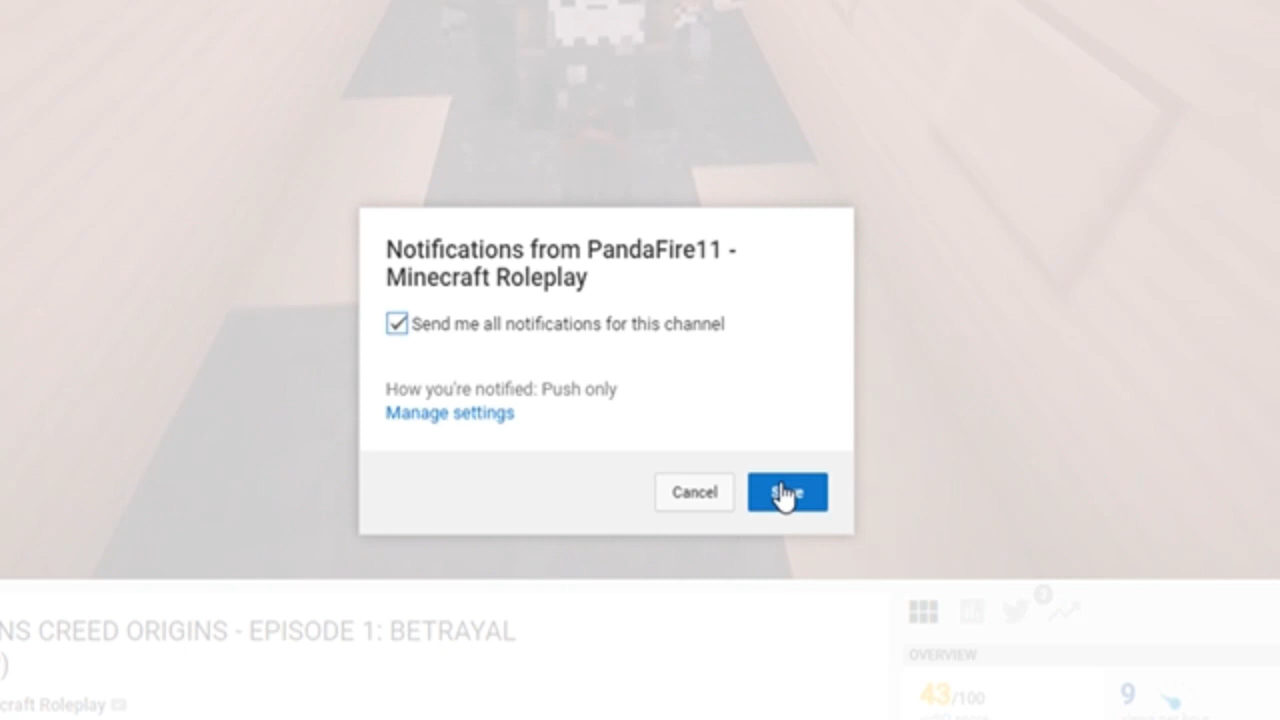 Notifications from PandaFire11 -
Minecraft Roleplay
Send me all notifications for this channel
How you're notified: Push only
Manage settings
Cancel
NS CREED ORIGINS - EPISODE 1: BETRAYAL
)
craft Roleplay
OVERVIEW
43/100
9